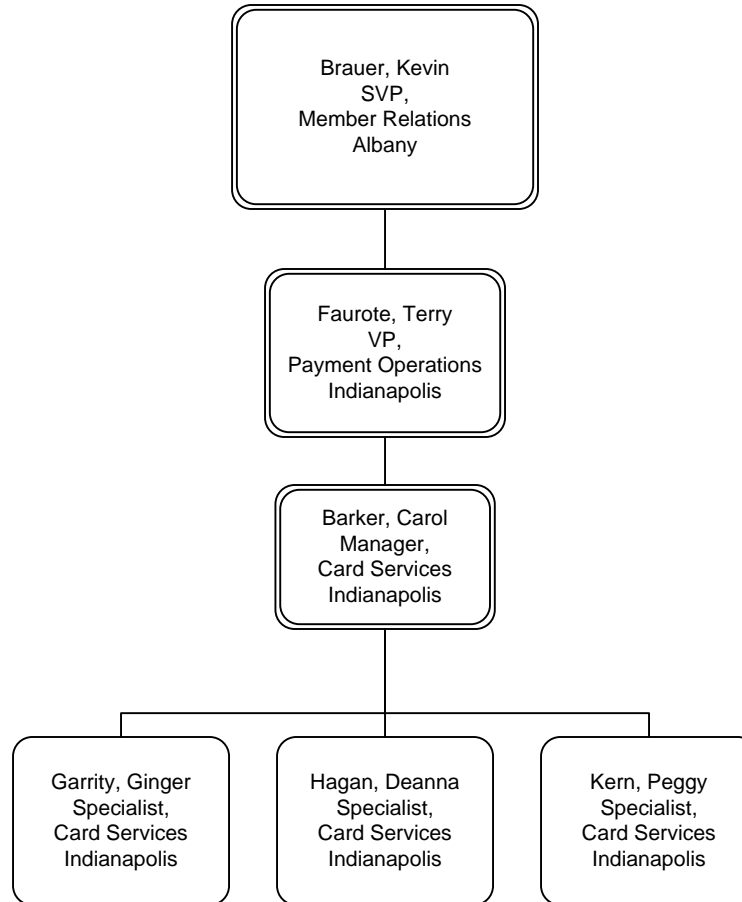 Brauer, Kevin
SVP,
Member Relations
Albany
Faurote, Terry
VP,
Payment Operations
Indianapolis
Barker, Carol
Manager,
Card Services
Indianapolis
Garrity, Ginger
Specialist,
Card Services
Indianapolis
Hagan, Deanna
Specialist,
Card Services
Indianapolis
Kern, Peggy
Specialist,
Card Services
Indianapolis